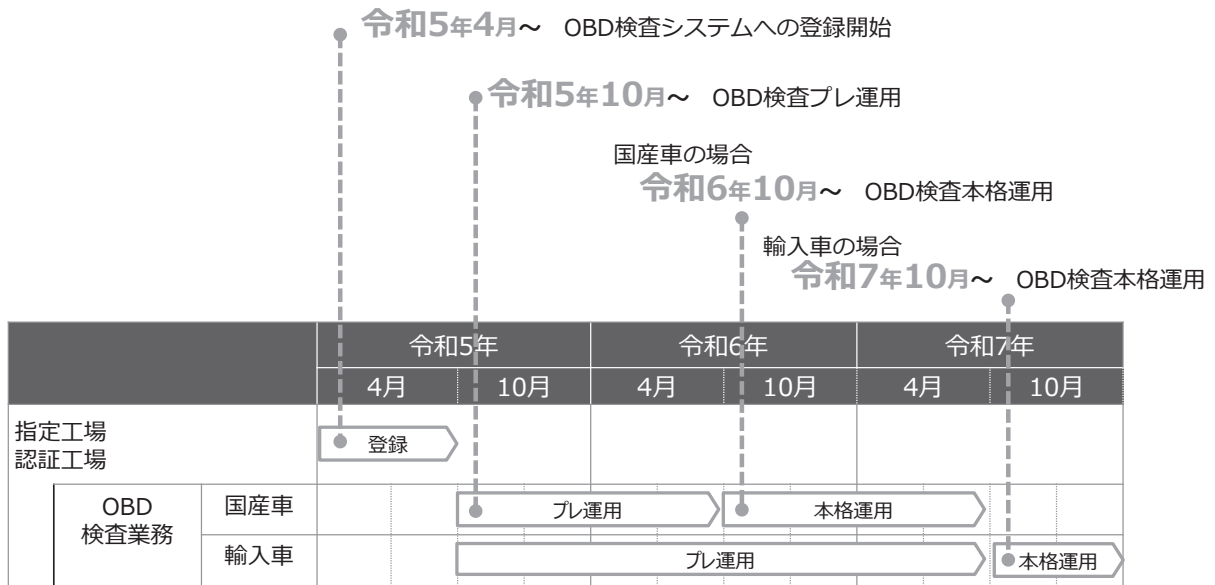 令和5年4月～ OBD検査システムへの登録開始
令和5年10月～ OBD検査プレ運用
国産車の場合
令和6年10月～ OBD検査本格運用
輸入車の場合
令和7年10月～ OBD検査本格運用
令和5年 令和6年 令和7年
4月 10月 4月 10月 4月 10月
指定工場
認証工場
登録
OBD
検査業務
国産車 プレ運用 本格運用
輸入車 プレ運用 本格運用